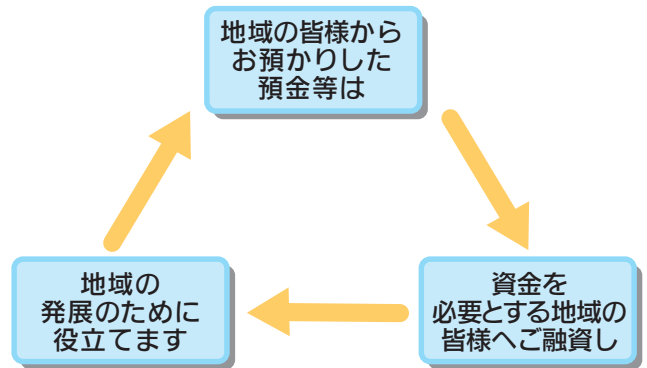 地域の皆様から
お預かりした
預金等は
資金を
必要とする地域の
皆様へご融資し
地域の
発展のために
役立てます